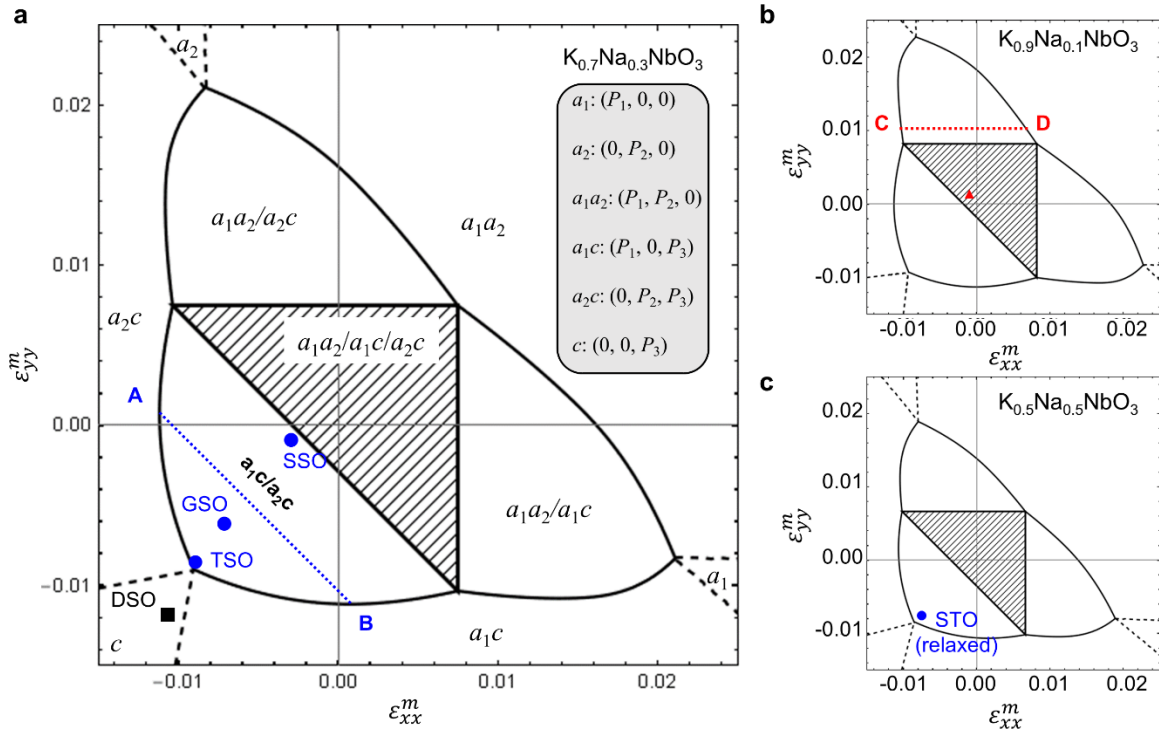 a
K₀.₇Na₀.₃NbO₃
a₁: (P₁, 0, 0)
a₂: (0, P₂, 0)
a₁a₂: (P₁, P₂, 0)
a₁c: (P₁, 0, P₃)
a₂c: (0, P₂, P₃)
c: (0, 0, P₃)
a₂
a₁a₂/a₂c
a₁a₂
a₂c
a₁a₂/a₁c/a₂c
A
SSO
a₁c/a₂c
GSO
TSO
a₁a₂/a₁c
a₁
DSO
B
c
a₁c
0.02
0.01
0.00
−0.01
εᵐyy
−0.01
0.00
0.01
0.02
εᵐxx
b
K₀.₉Na₀.₁NbO₃
C
D
0.02
0.01
0.00
-0.01
εᵐyy
-0.01
0.00
0.01
0.02
εᵐxx
c
K₀.₅Na₀.₅NbO₃
STO
(relaxed)
0.02
0.01
0.00
-0.01
εᵐyy
-0.01
0.00
0.01
0.02
εᵐxx